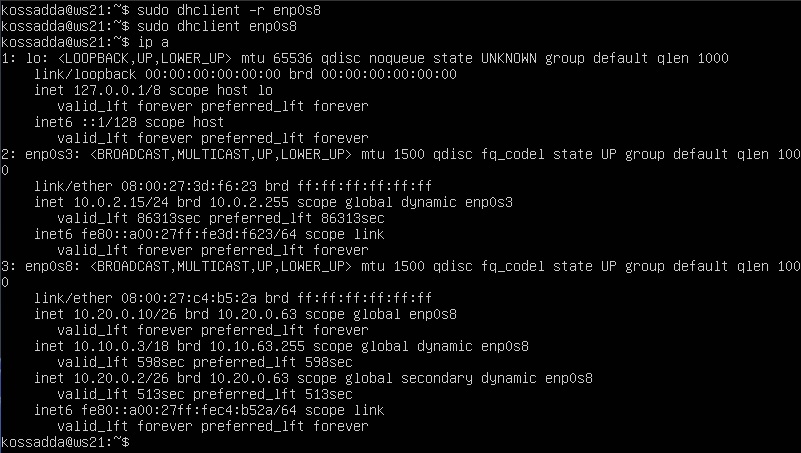 kossadda@ws21:~$ sudo dhclient -r enp0s8
kossadda@ws21:~$ sudo dhclient enp0s8
kossadda@ws21:~$ ip a
1: lo: <LOOPBACK,UP,LOWER_UP> mtu 65536 qdisc noqueue state UNKNOWN group default qlen 1000
    link/loopback 00:00:00:00:00:00 brd 00:00:00:00:00:00
    inet 127.0.0.1/8 scope host lo
       valid_lft forever preferred_lft forever
    inet6 ::1/128 scope host
       valid_lft forever preferred_lft forever
2: enp0s3: <BROADCAST,MULTICAST,UP,LOWER_UP> mtu 1500 qdisc fq_codel state UP group default qlen 100
0
    link/ether 08:00:27:3d:f6:23 brd ff:ff:ff:ff:ff:ff
    inet 10.0.2.15/24 brd 10.0.2.255 scope global dynamic enp0s3
       valid_lft 86313sec preferred_lft 86313sec
    inet6 fe80::a00:27ff:fe3d:f623/64 scope link
       valid_lft forever preferred_lft forever
3: enp0s8: <BROADCAST,MULTICAST,UP,LOWER_UP> mtu 1500 qdisc fq_codel state UP group default qlen 100
0
    link/ether 08:00:27:c4:b5:2a brd ff:ff:ff:ff:ff:ff
    inet 10.20.0.10/26 brd 10.20.0.63 scope global enp0s8
       valid_lft forever preferred_lft forever
    inet 10.10.0.3/18 brd 10.10.63.255 scope global dynamic enp0s8
       valid_lft 598sec preferred_lft 598sec
    inet 10.20.0.2/26 brd 10.20.0.63 scope global secondary dynamic enp0s8
       valid_lft 513sec preferred_lft 513sec
    inet6 fe80::a00:27ff:fec4:b52a/64 scope link
       valid_lft forever preferred_lft forever
kossadda@ws21:~$